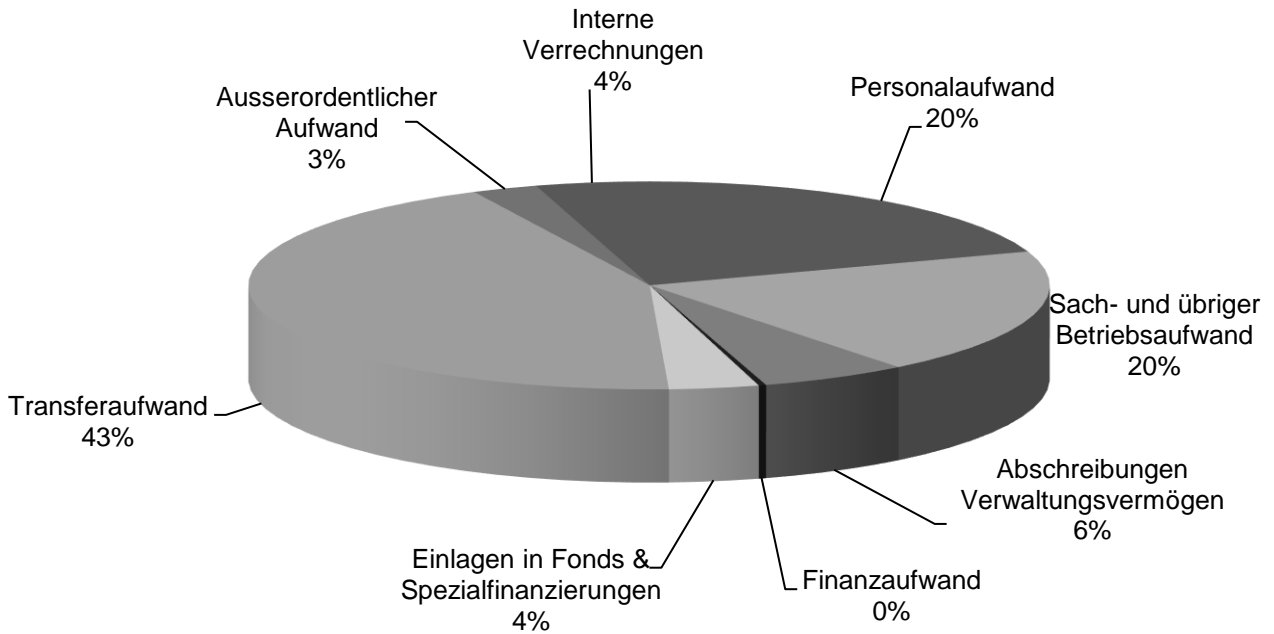 Interne
Verrechnungen
4%
Personalaufwand
20%
Ausserordentlicher
Aufwand
3%
Sach- und übriger
Betriebsaufwand
20%
Transferaufwand
43%
Abschreibungen
Verwaltungsvermögen
6%
Einlagen in Fonds &
Spezialfinanzierungen
4%
Finanzaufwand
0%